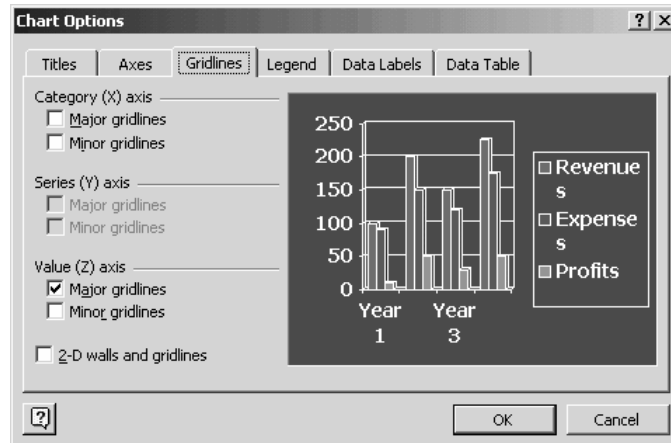 Chart Options
Titles Axes Gridlines Legend Data Labels Data Table
Category (X) axis
Major gridlines
Minor gridlines
Series (Y) axis
Major gridlines
Minor gridlines
Value (Z) axis
Major gridlines
Minor gridlines
2-D walls and gridlines
250
200
150
100
50
0
Year
1
Year
3
Revenue
s
Expense
s
Profits
OK Cancel